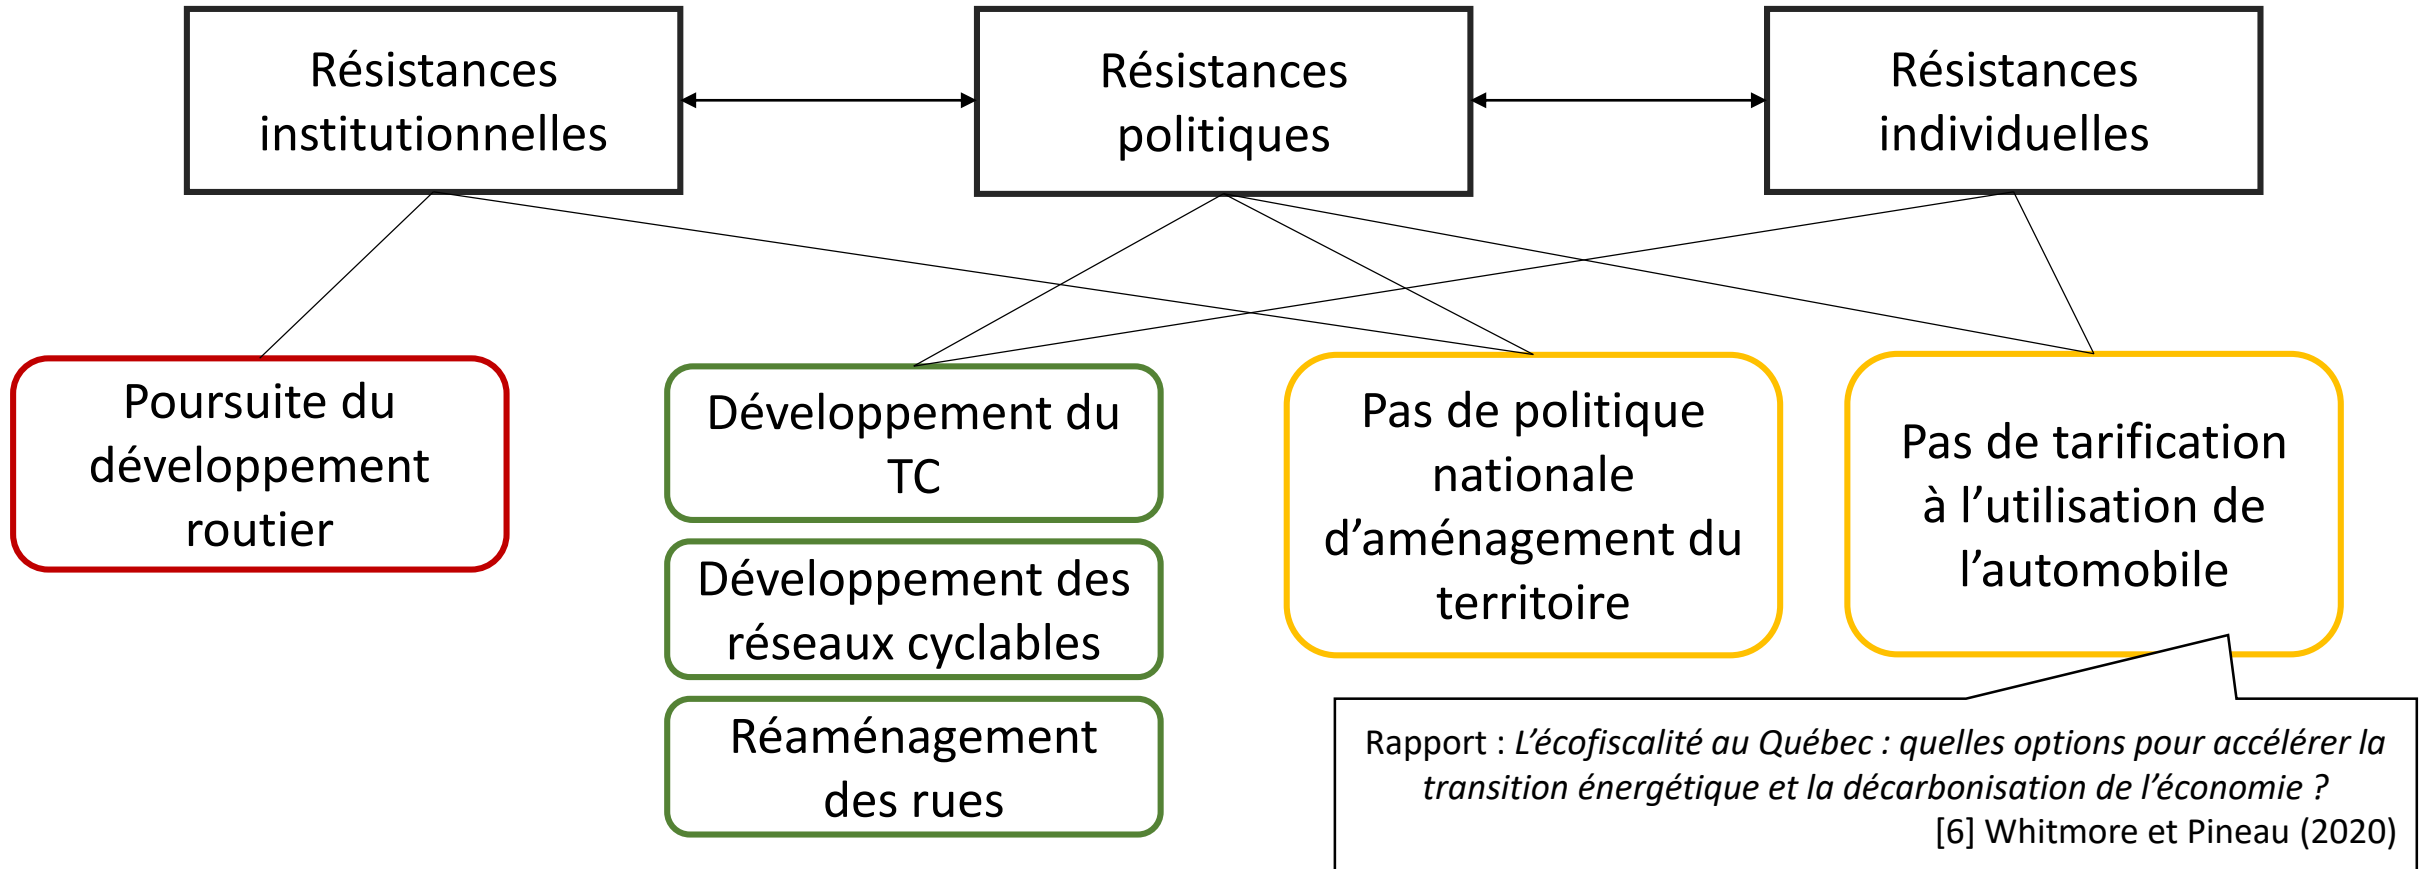 Résistances
institutionnelles
Résistances
politiques
Résistances
individuelles
Poursuite du
développement
routier
Développement du
TC
Développement des
réseaux cyclables
Réaménagement
des rues
Pas de politique
nationale
d’aménagement du
territoire
Pas de tarification
à l’utilisation de
l’automobile
Rapport : L’écofiscalité au Québec : quelles options pour accélérer la
transition énergétique et la décarbonisation de l’économie ?
[6] Whitmore et Pineau (2020)